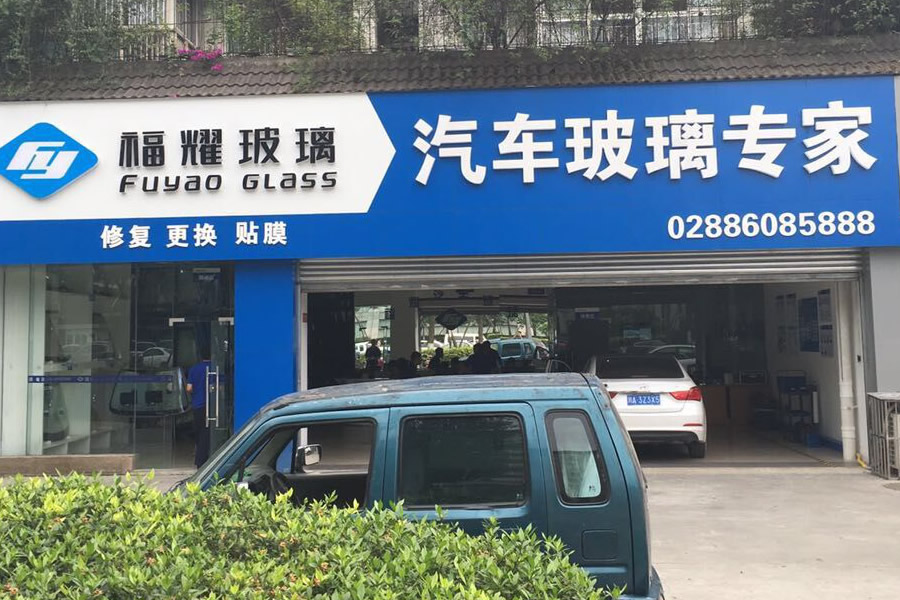 福耀玻璃
FUYAO GLASS
汽车玻璃专家
修复 更换 贴膜
02886085888